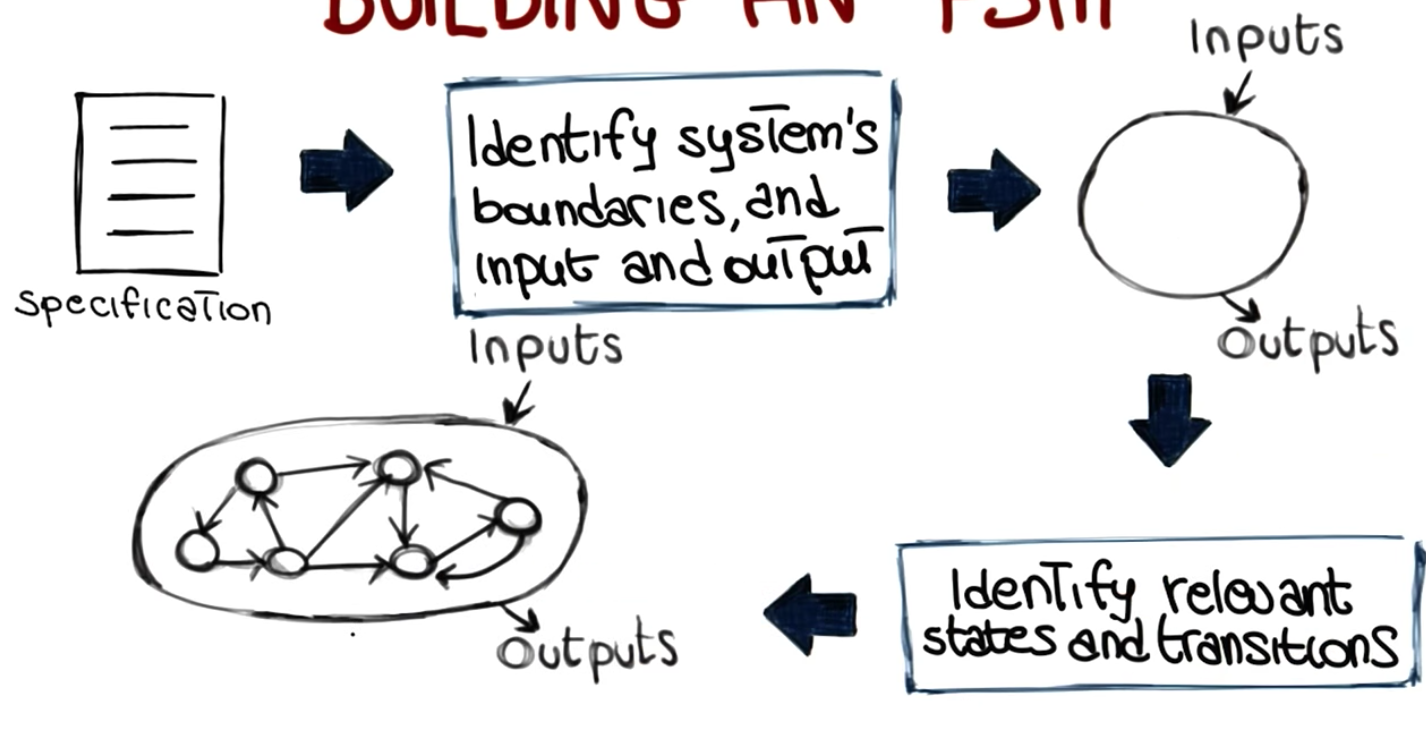 BUILDING AN FSM
Inputs
Identify system's
boundaries, and
input and output
Specification
Outputs
Inputs
Identify relevant
states and transitions
Outputs